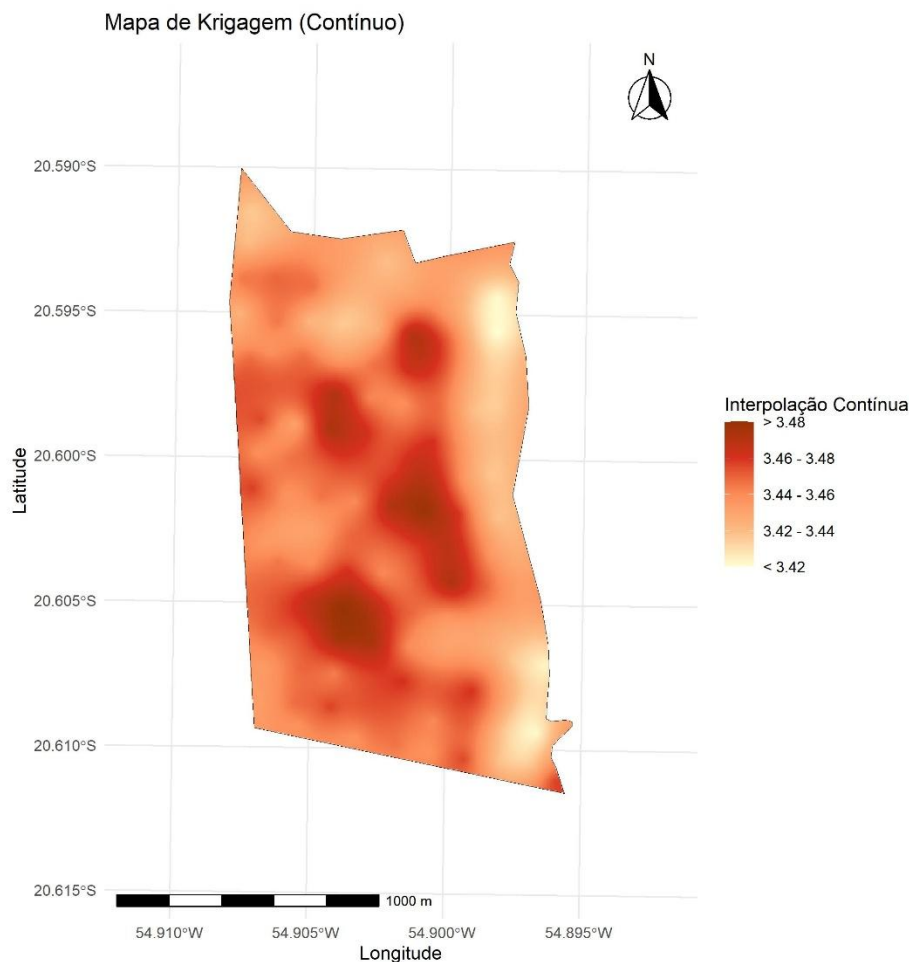 Mapa de Krigagem (Contínuo)
N
20.590°S
20.595°S
20.600°S
20.605°S
20.610°S
20.615°S
Latitude
Interpolação Contínua
> 3.48
3.46 - 3.48
3.44 - 3.46
3.42 - 3.44
< 3.42
1000 m
54.910°W
54.905°W
54.900°W
54.895°W
Longitude